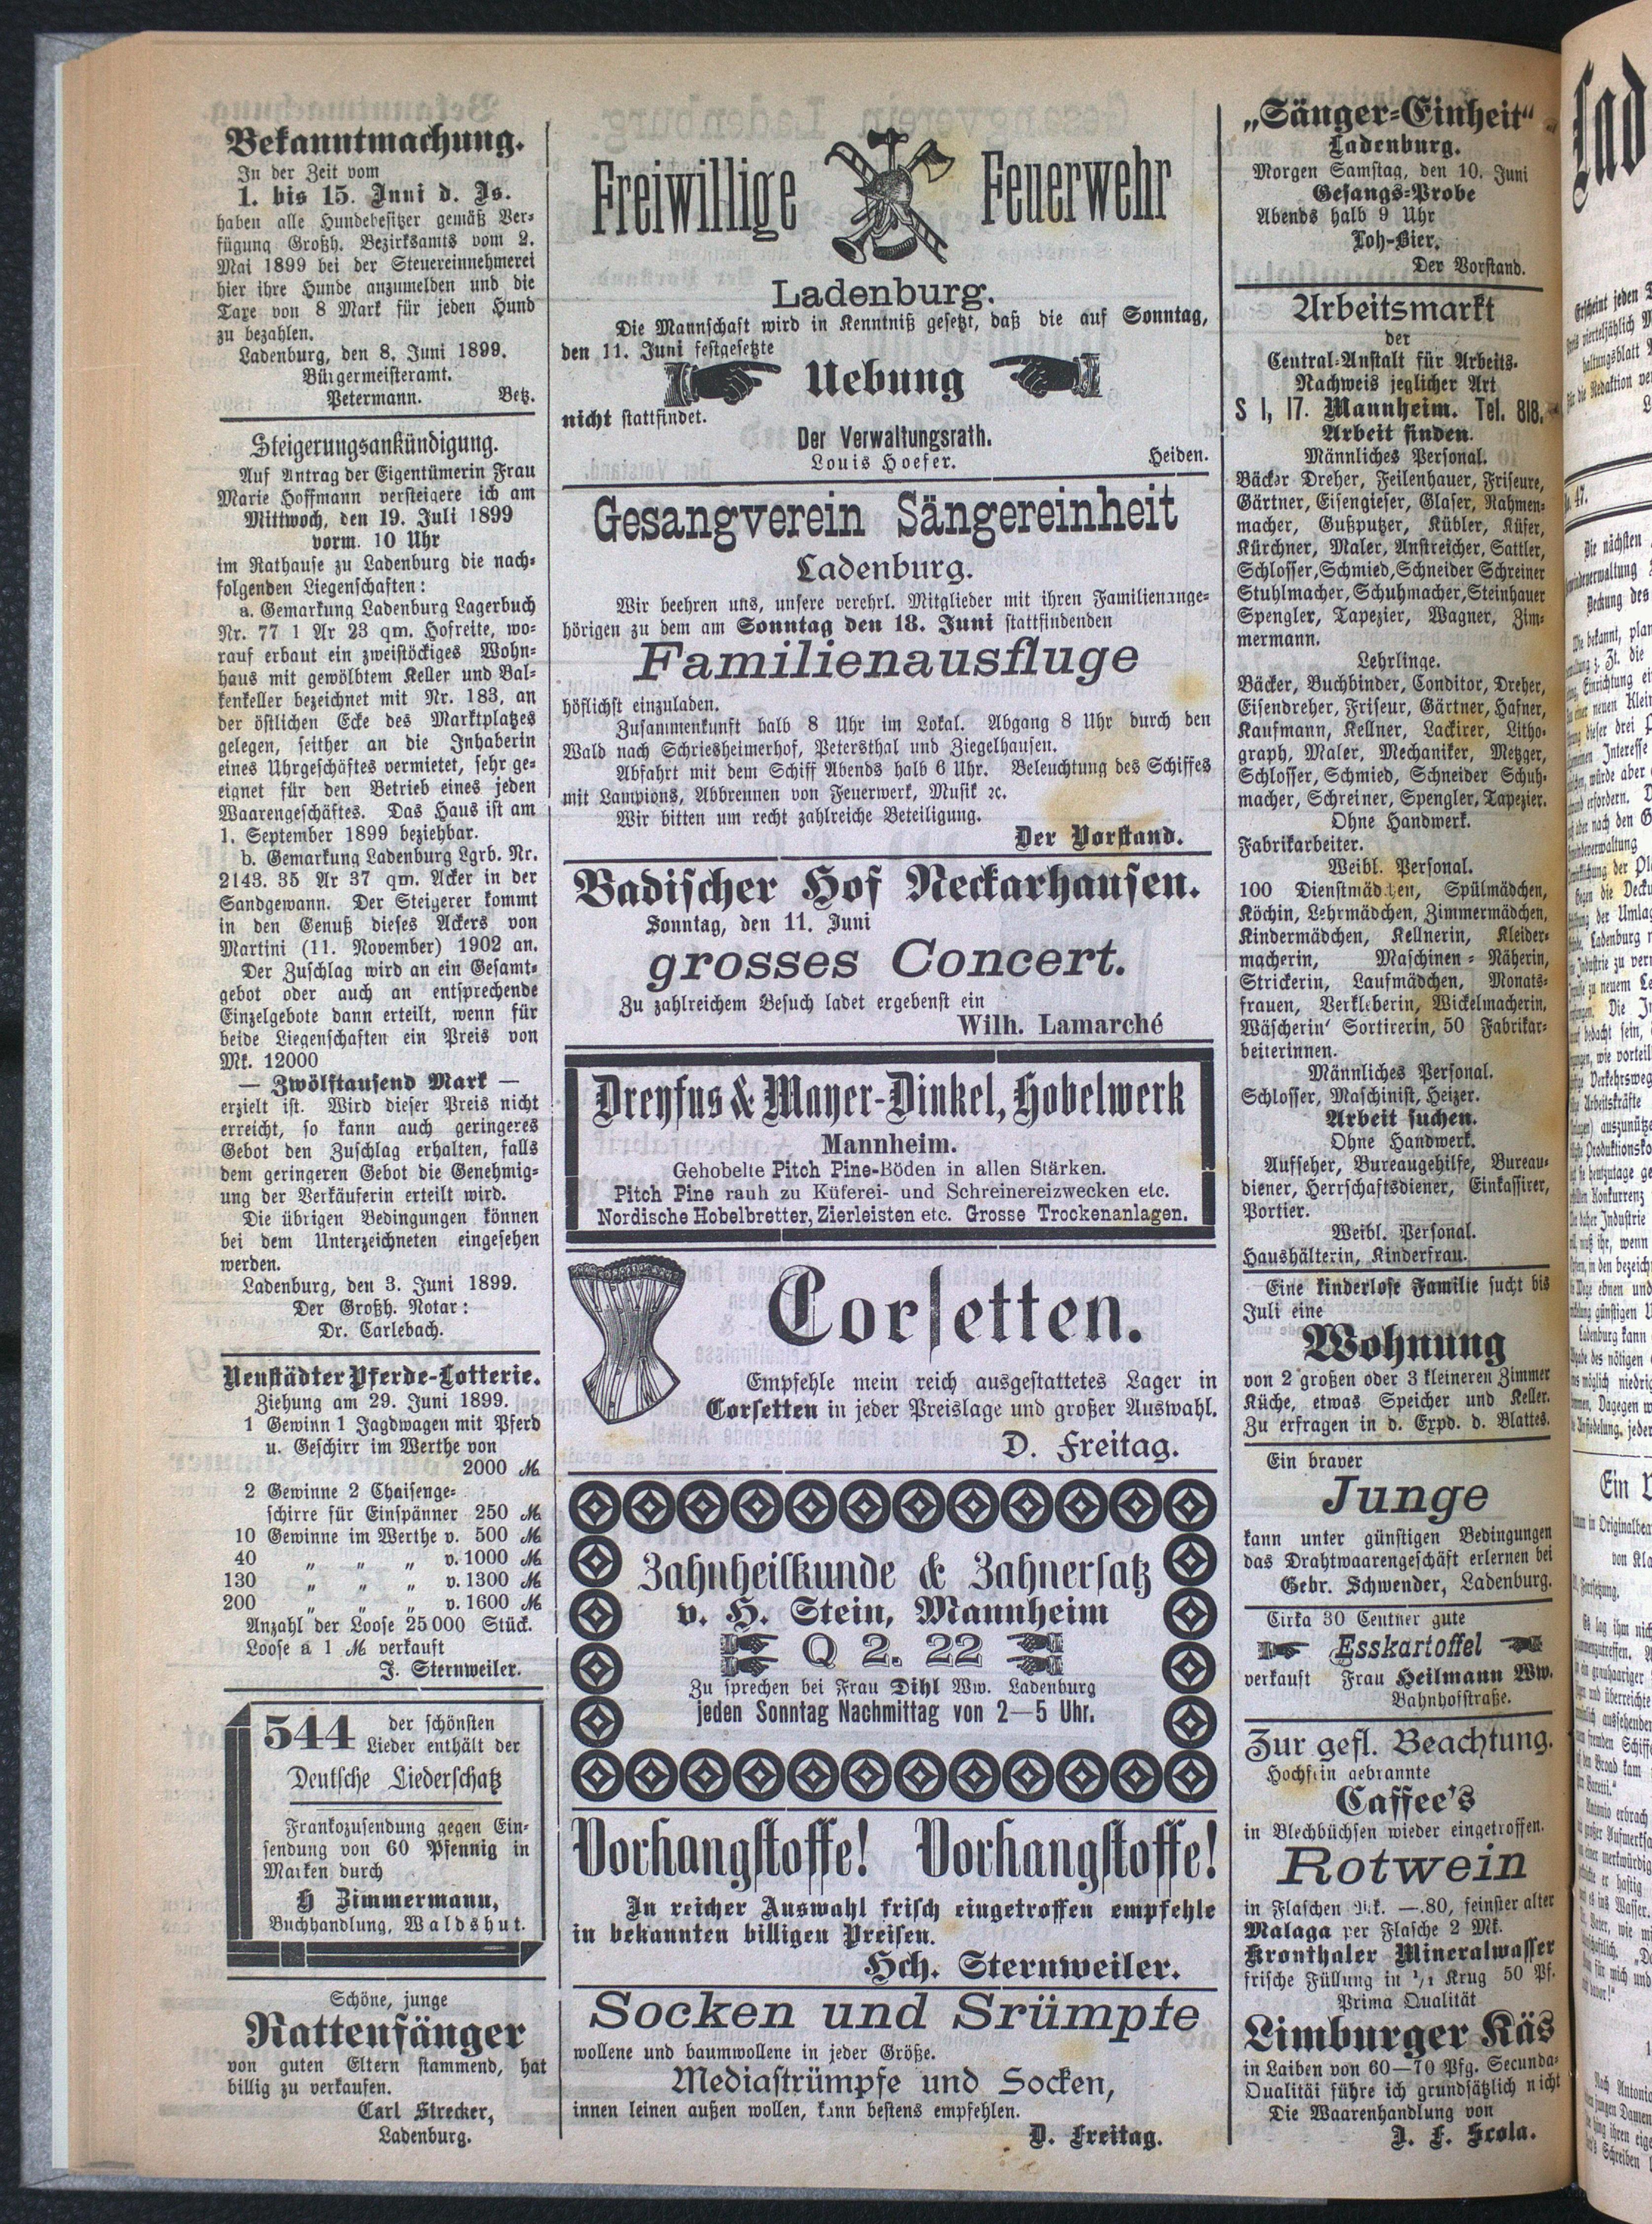 Bekanntmachung.
In der Zeit vom
1. bis 15. Juni d. Js.
haben alle Hundebesitzer gemäß Ver-
fügung Großh. Bezirksamts vom 2.
Mai 1899 bei der Steuereinnehmerei
hier ihre Hunde anzumelden und die
Taxe von 8 Mark für jeden Hund
zu bezahlen.
Ladenburg, den 8. Juni 1899.
Bürgermeisteramt.
Petermann. Betz.
Steigerungsankündigung.
Auf Antrag der Eigentümerin Frau
Marie Hoffmann versteigere ich am
Mittwoch, den 19. Juli 1899
vorm. 10 Uhr
im Rathause zu Ladenburg die nach-
folgenden Liegenschaften:
a. Gemarkung Ladenburg Lagerbuch
Nr. 77 1 Ar 23 qm. Hofreite, wo-
rauf erbaut ein zweistöckiges Wohn-
haus mit gewölbtem Keller und Bal-
kenkeller bezeichnet mit Nr. 183, an
der östlichen Ecke des Marktplatzes
gelegen, seither an die Inhaberin
eines Uhrgeschäftes vermietet, sehr ge-
eignet für den Betrieb eines jeden
Waarengeschäftes. Das Haus ist am
1. September 1899 beziehbar.
b. Gemarkung Ladenburg Lgrb. Nr.
2143. 35 Ar 37 qm. Acker in der
Sandgewann. Der Steigerer kommt
in den Genuß dieses Ackers von
Martini (11. November) 1902 an.
Der Zuschlag wird an ein Gesamt-
gebot oder auch an entsprechende
Einzelgebote dann erteilt, wenn für
beide Liegenschaften ein Preis von
Mk. 12000
— Zwölftausend Mark —
erzielt ist. Wird dieser Preis nicht
erreicht, so kann auch geringeres
Gebot den Zuschlag erhalten, falls
dem geringeren Gebot die Genehmig-
ung der Verkäuferin erteilt wird.
Die übrigen Bedingungen können
bei dem Unterzeichneten eingesehen
werden.
Ladenburg, den 3. Juni 1899.
Der Großh. Notar:
Dr. Carlebach.
Neustädter Pferde-Lotterie.
Ziehung am 29. Juni 1899.
1 Gewinn 1 Jagdwagen mit Pferd
u. Geschirr im Werthe von
2000 M
2 Gewinne 2 Chaisenge-
schirre für Einspänner 250 M
10 Gewinne im Werthe v. 500 M
40 „ „ „ v. 1000 M
130 „ „ „ v. 1300 M
200 „ „ „ v. 1600 M
Anzahl der Loose 25000 Stück.
Loose a 1 M verkauft
J. Sternweiler.
544 der schönsten
Lieder enthält der
Deutsche Liederschatz
Frankozusendung gegen Ein-
sendung von 60 Pfennig in
Marken durch
H Zimmermann,
Buchhandlung, Waldshut.
Schöne, junge
Rattenfänger
von guten Eltern stammend, hat
billig zu verkaufen.
Carl Strecker,
Ladenburg.
Freiwillige Feuerwehr
Ladenburg.
Die Mannschaft wird in Kenntniß gesetzt, daß die auf Sonntag,
den 11. Juni festgesetzte
Uebung
nicht stattfindet.
Der Verwaltungsrath.
Louis Hoefer. Heiden.
Gesangverein Sängereinheit
Ladenburg.
Wir beehren uns, unsere verehrl. Mitglieder mit ihren Familienange-
hörigen zu dem am Sonntag den 18. Juni stattfindenden
Familienausfluge
höflichst einzuladen.
Zusammenkunft halb 8 Uhr im Lokal. Abgang 8 Uhr durch den
Wald nach Schriesheimerhof, Petersthal und Ziegelhausen.
Abfahrt mit dem Schiff Abends halb 6 Uhr. Beleuchtung des Schiffes
mit Lampions, Abbrennen von Feuerwerk, Musik ꝛc.
Wir bitten um recht zahlreiche Beteiligung.
Der Vorstand.
Badischer Hof Neckarhausen.
Sonntag, den 11. Juni
grosses Concert.
Zu zahlreichem Besuch ladet ergebenst ein
Wilh. Lamarché
Dreyfus & Mayer-Dinkel, Hobelwerk
Mannheim.
Gehobelte Pitch Pine-Böden in allen Stärken.
Pitch Pine rauh zu Küferei- und Schreinereizwecken etc.
Nordische Hobelbretter, Zierleisten etc. Grosse Trockenanlagen.
Corsetten.
Empfehle mein reich ausgestattetes Lager in
Corsetten in jeder Preislage und großer Auswahl.
D. Freitag.
Zahnheilkunde & Zahnersatz
v. H. Stein, Mannheim
Q 2. 22
Zu sprechen bei Frau Dihl Ww. Ladenburg
jeden Sonntag Nachmittag von 2—5 Uhr.
Vorhangstoffe! Vorhangstoffe!
In reicher Auswahl frisch eingetroffen empfehle
in bekannten billigen Preisen.
Hch. Sternweiler.
Socken und Srümpfe
wollene und baumwollene in jeder Größe.
Mediastrümpfe und Socken,
innen leinen außen wollen, kann bestens empfehlen.
D. Freitag.
„Sänger-Einheit“
Ladenburg.
Morgen Samstag, den 10. Juni
Gesangs-Probe
Abends halb 9 Uhr
Loh-Bier.
Der Vorstand.
Arbeitsmarkt
der
Central-Anstalt für Arbeits-
Nachweis jeglicher Art
S 1, 17. Mannheim. Tel. 818.
Arbeit finden.
Männliches Personal.
Bäcker Dreher, Feilenhauer, Friseure,
Gärtner, Eisengieser, Glaser, Rahmen-
macher, Gußputzer, Kübler, Küfer,
Kürchner, Maler, Anstreicher, Sattler,
Schlosser, Schmied, Schneider Schreiner
Stuhlmacher, Schuhmacher, Steinhauer
Spengler, Tapezier, Wagner, Zim-
mermann.
Lehrlinge.
Bäcker, Buchbinder, Conditor, Dreher,
Eisendreher, Friseur, Gärtner, Hafner,
Kaufmann, Kellner, Lackirer, Litho-
graph, Maler, Mechaniker, Metzger,
Schlosser, Schmied, Schneider Schuh-
macher, Schreiner, Spengler, Tapezier.
Ohne Handwerk.
Fabrikarbeiter.
Weibl. Personal.
100 Dienstmädchen, Spülmädchen,
Köchin, Lehrmädchen, Zimmermädchen,
Kindermädchen, Kellnerin, Kleider-
macherin, Maschinen-Näherin,
Strickerin, Laufmädchen, Monats-
frauen, Verkleberin, Wickelmacherin,
Wäscherin' Sortirerin, 50 Fabrikar-
beiterinnen.
Männliches Personal.
Schlosser, Maschinist, Heizer.
Arbeit suchen.
Ohne Handwerk.
Aufseher, Bureaugehilfe, Bureau-
diener, Herrschaftsdiener, Einkassirer,
Portier.
Weibl. Personal.
Haushälterin, Kinderfrau.
Eine kinderlose Familie sucht bis
Juli eine
Wohnung
von 2 großen oder 3 kleineren Zimmer
Küche, etwas Speicher und Keller.
Zu erfragen in d. Expd. d. Blattes.
Ein braver
Junge
kann unter günstigen Bedingungen
das Drahtwaarengeschäft erlernen bei
Gebr. Schwender, Ladenburg.
Cirka 30 Centner gute
Esskartoffel
verkauft Frau Heilmann Ww.
Bahnhofstraße.
Zur gefl. Beachtung.
Hochfein gebrannte
Caffee's
in Blechbüchsen wieder eingetroffen.
Rotwein
in Flaschen Mk. —.80, feinster alter
Malaga per Flasche 2 Mk.
Kronthaler Mineralwasser
frische Füllung in 1/1 Krug 50 Pf.
Prima Qualität
Limburger Käs
in Laiben von 60—70 Pfg. Secunda-
Qualität führe ich grundsätzlich nicht
Die Waarenhandlung von
J. F. Scola.